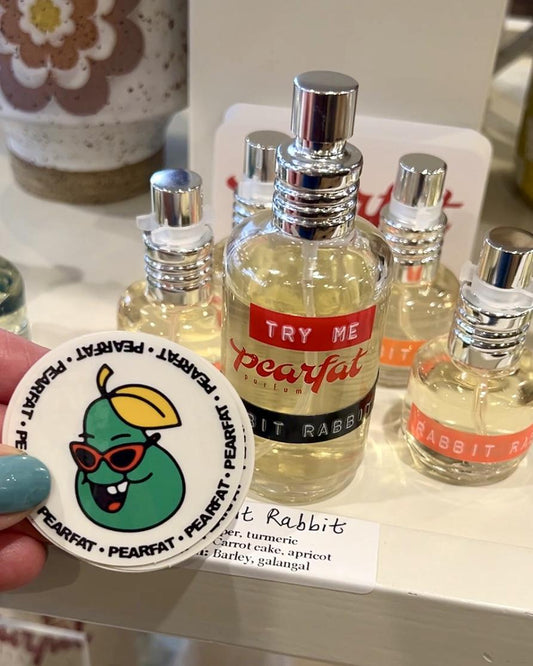 TRY ME
pearfat
parfum
BIT RABBIT
RABBIT R
PEARFAT • PEARFAT • PEARFAT • PEARFAT • PEARFAT • PEARFAT • PEARFAT
it Rabbit
per, turmeric
Carrot cake, apricot
Barley, galangal